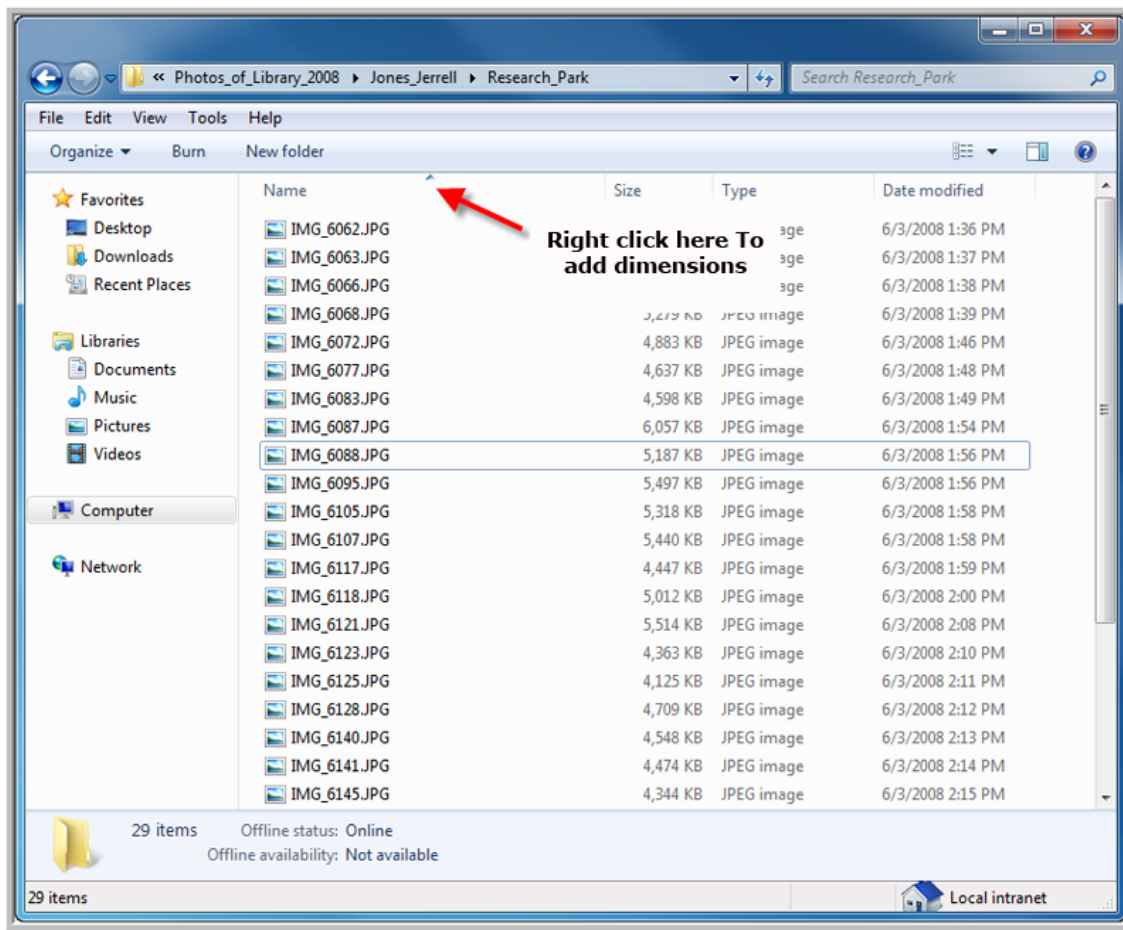 « Photos_of_Library_2008 Jones_Jerrell Research_Park Search Research_Park
File Edit View Tools Help
Organize Burn New folder
Name Size Type Date modified
Favorites
Desktop
Downloads
Recent Places
Libraries
Documents
Music
Pictures
Videos
Computer
Network
Right click here To
add dimensions
IMG_6062.JPG 6/3/2008 1:36 PM
IMG_6063.JPG 6/3/2008 1:37 PM
IMG_6066.JPG 6/3/2008 1:38 PM
IMG_6068.JPG 5,279 KB JPEG image 6/3/2008 1:39 PM
IMG_6072.JPG 4,883 KB JPEG image 6/3/2008 1:46 PM
IMG_6077.JPG 4,637 KB JPEG image 6/3/2008 1:48 PM
IMG_6083.JPG 4,598 KB JPEG image 6/3/2008 1:49 PM
IMG_6087.JPG 6,057 KB JPEG image 6/3/2008 1:54 PM
IMG_6088.JPG 5,187 KB JPEG image 6/3/2008 1:56 PM
IMG_6095.JPG 5,497 KB JPEG image 6/3/2008 1:56 PM
IMG_6105.JPG 5,318 KB JPEG image 6/3/2008 1:58 PM
IMG_6107.JPG 5,440 KB JPEG image 6/3/2008 1:58 PM
IMG_6117.JPG 4,447 KB JPEG image 6/3/2008 1:59 PM
IMG_6118.JPG 5,012 KB JPEG image 6/3/2008 2:00 PM
IMG_6121.JPG 5,514 KB JPEG image 6/3/2008 2:08 PM
IMG_6123.JPG 4,363 KB JPEG image 6/3/2008 2:10 PM
IMG_6125.JPG 4,125 KB JPEG image 6/3/2008 2:11 PM
IMG_6128.JPG 4,709 KB JPEG image 6/3/2008 2:12 PM
IMG_6140.JPG 4,548 KB JPEG image 6/3/2008 2:13 PM
IMG_6141.JPG 4,474 KB JPEG image 6/3/2008 2:14 PM
IMG_6145.JPG 4,344 KB JPEG image 6/3/2008 2:15 PM
29 items Offline status: Online
Offline availability: Not available
29 items Local intranet